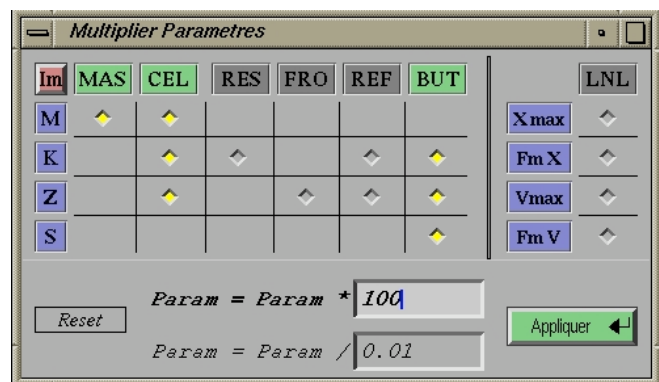 Multiplier Parametres
Im MAS CEL RES FRO REF BUT LNL
M Xmax
K Fm X
Z Vmax
S Fm V
Param = Param * 100
Reset
Appliquer
Param = Param / 0.01